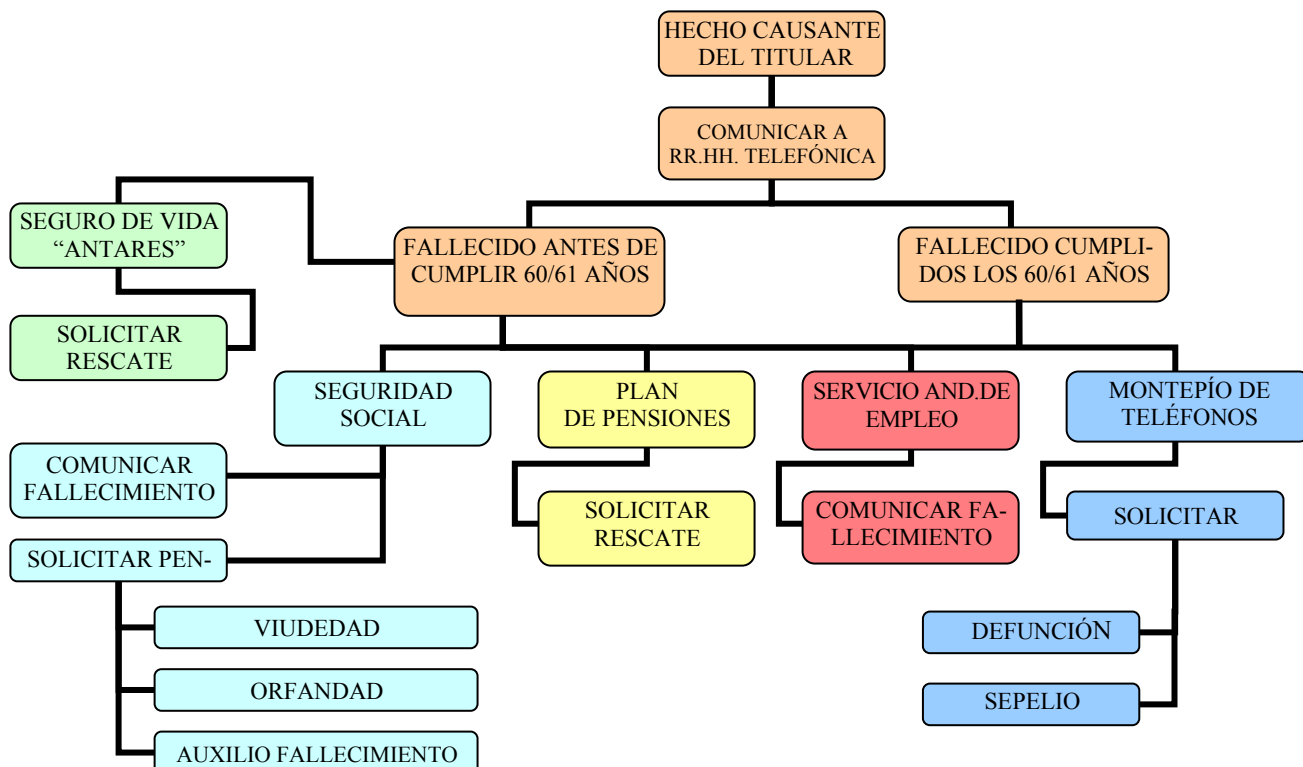 HECHO CAUSANTE
DEL TITULAR
COMUNICAR A
RR.HH. TELEFÓNICA
SEGURO DE VIDA
“ANTARES”
FALLECIDO ANTES DE
CUMPLIR 60/61 AÑOS
FALLECIDO CUMPLI-
DOS LOS 60/61 AÑOS
SOLICITAR
RESCATE
SEGURIDAD
SOCIAL
PLAN
DE PENSIONES
SERVICIO AND.DE
EMPLEO
MONTEPÍO DE
TELÉFONOS
COMUNICAR
FALLECIMIENTO
SOLICITAR
RESCATE
COMUNICAR FA-
LLECIMIENTO
SOLICITAR
SOLICITAR PEN-
VIUDEDAD
DEFUNCIÓN
ORFANDAD
SEPELIO
AUXILIO FALLECIMIENTO